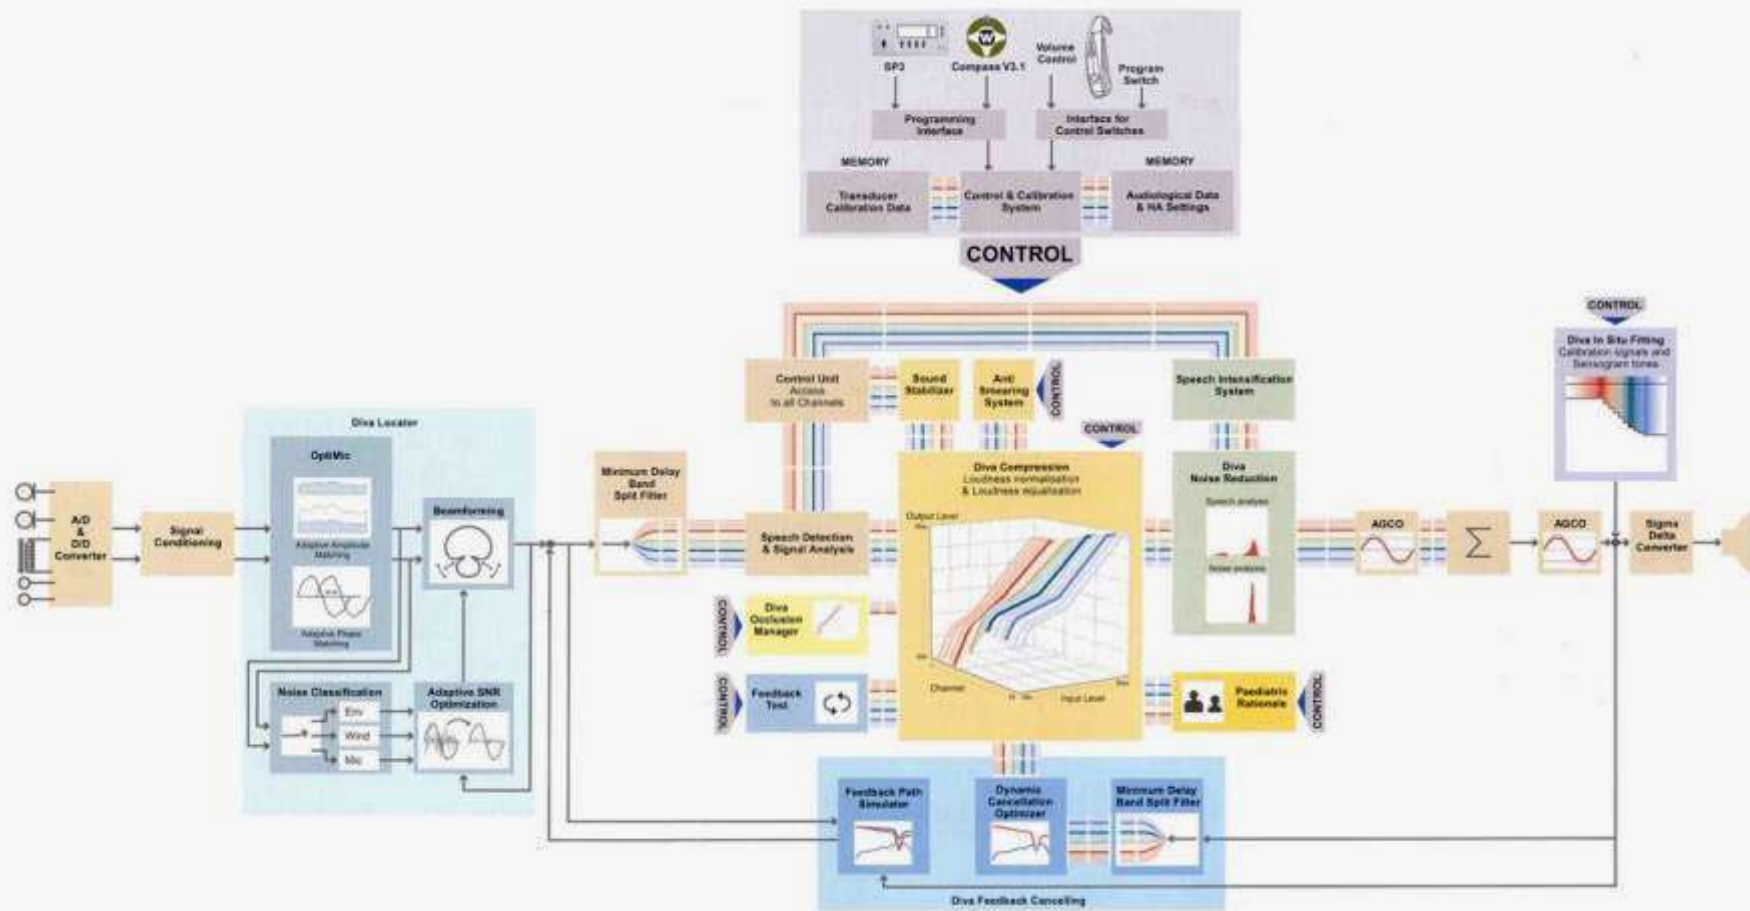 SP3
Compass V3.1
Volume
Control
Program
Switch
Programming
Interface
Interface for
Control Switches
MEMORY
MEMORY
Transducer
Calibration Data
Control & Calibration
System
Audiological Data
& HA Settings
CONTROL
CONTROL
Diva In Situ Fitting
Calibration signals and
Sensogram tones
Control Unit
Access
to all Channels
Sound
Stabilizer
Anti
Smearing
System
CONTROL
Speech Intensification
System
CONTROL
Diva Locator
OptiMic
Adaptive Amplitude
Matching
Adaptive Phase
Matching
Beamforming
Noise Classification
Env
Wind
Mic
Adaptive SNR
Optimization
A/D
&
D/D
Converter
Signal
Conditioning
Minimum Delay
Band
Split Filter
Speech Detection
& Signal Analysis
Diva Compression
Loudness normalisation
& Loudness equalisation
Output Level
Channel
Input Level
Diva
Noise Reduction
Speech analysis
Noise analysis
AGCO
Σ
AGCO
Sigma
Delta
Converter
CONTROL
Diva
Occlusion
Manager
CONTROL
Feedback
Test
Paediatric
Rationale
CONTROL
Feedback Path
Simulator
Dynamic
Cancellation
Optimizer
Minimum Delay
Band Split Filter
Diva Feedback Cancelling